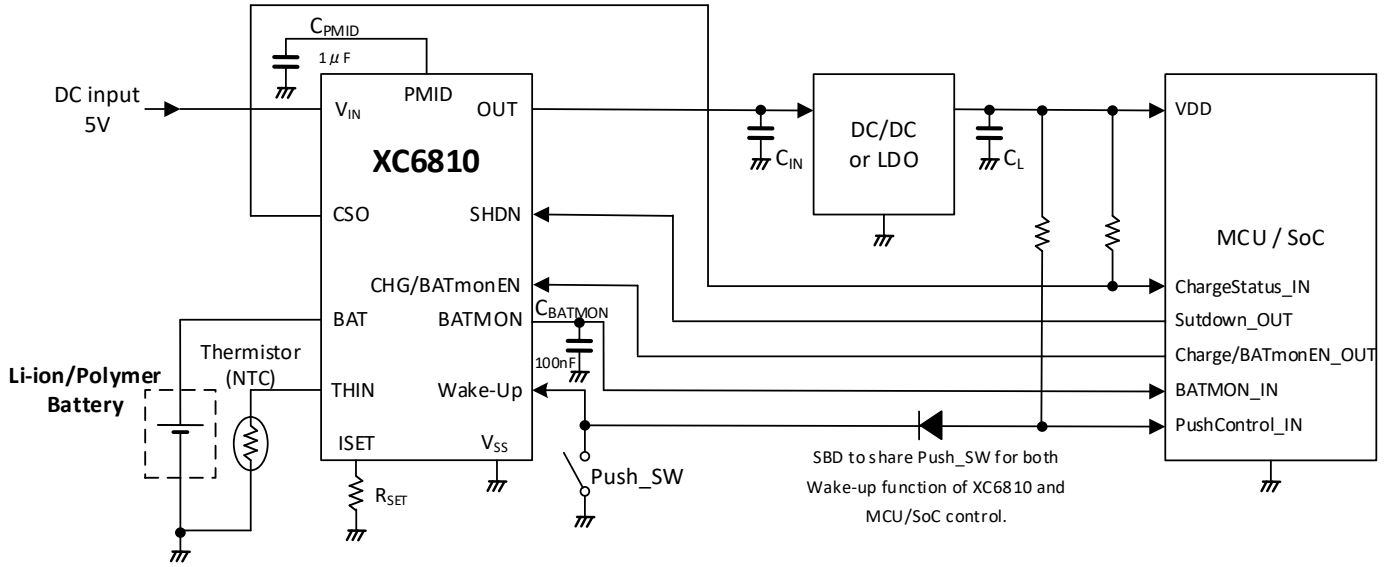 CPMID
1μF
DC input
5V
VIN
PMID
OUT
XC6810
CSO
SHDN
CHG/BATmonEN
BAT
BATMON
CBATMON
100nF
THIN
Wake-Up
ISET
VSS
RSET
Li-ion/Polymer
Battery
Thermistor
(NTC)
Push_SW
CIN
DC/DC
or LDO
CL
SBD to share Push_SW for both
Wake-up function of XC6810 and
MCU/SoC control.
VDD
MCU / SoC
ChargeStatus_IN
Sutdown_OUT
Charge/BATmonEN_OUT
BATMON_IN
PushControl_IN